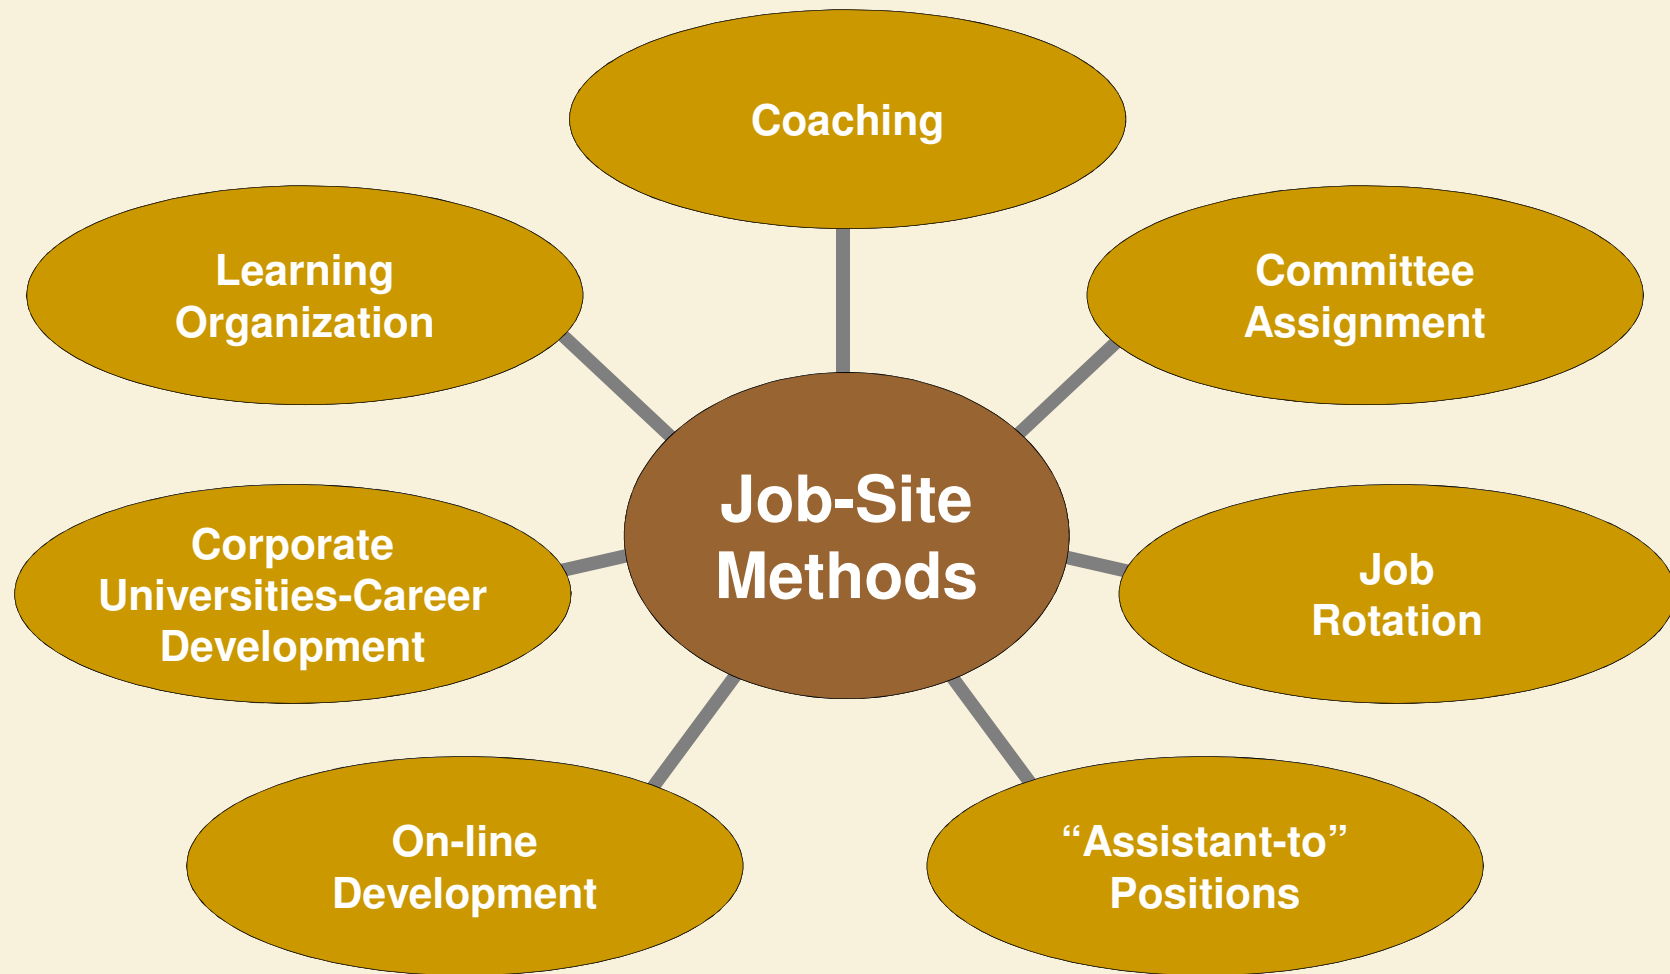 Coaching
Learning
Organization
Committee
Assignment
Job-Site
Methods
Corporate
Universities-Career
Development
Job
Rotation
On-line
Development
“Assistant-to”
Positions